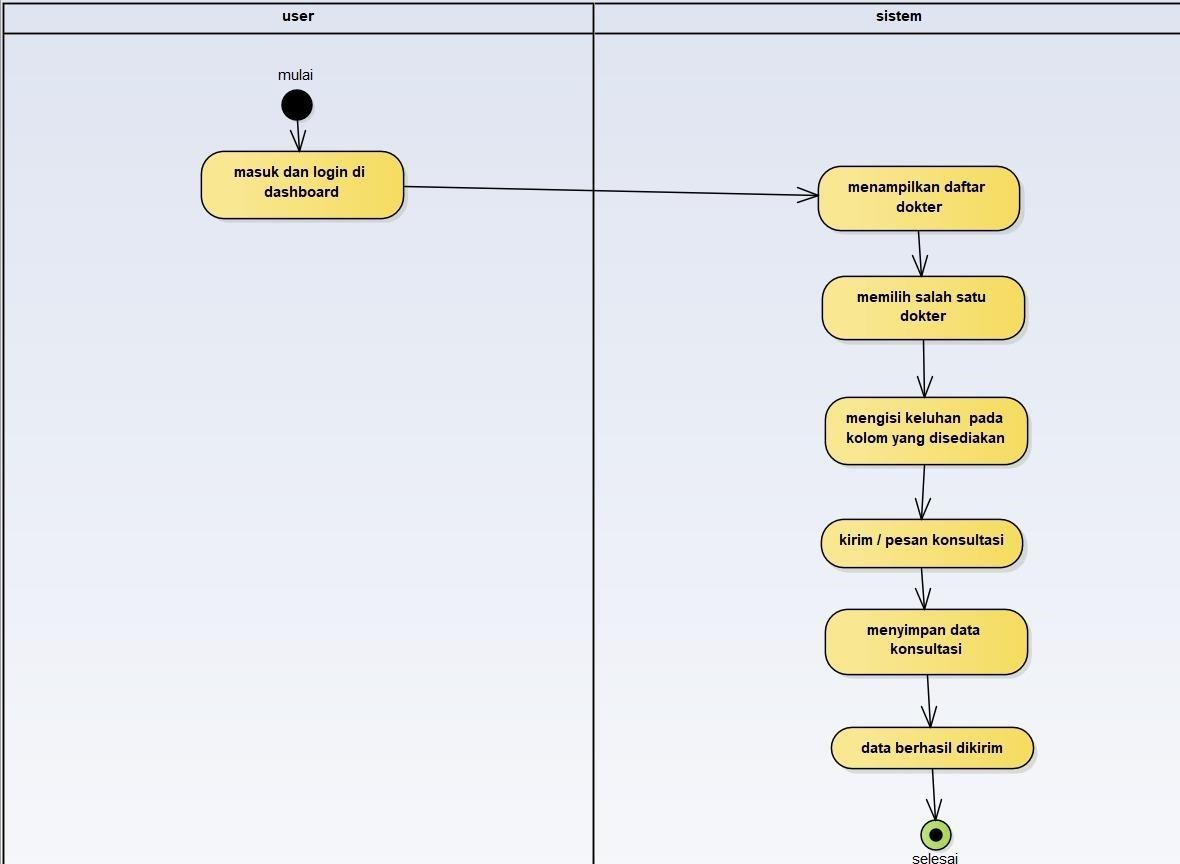 user
sistem
mulai
masuk dan login di
dashboard
menampilkan daftar
dokter
memilih salah satu
dokter
mengisi keluhan  pada
kolom yang disediakan
kirim / pesan konsultasi
menyimpan data
konsultasi
data berhasil dikirim
selesai